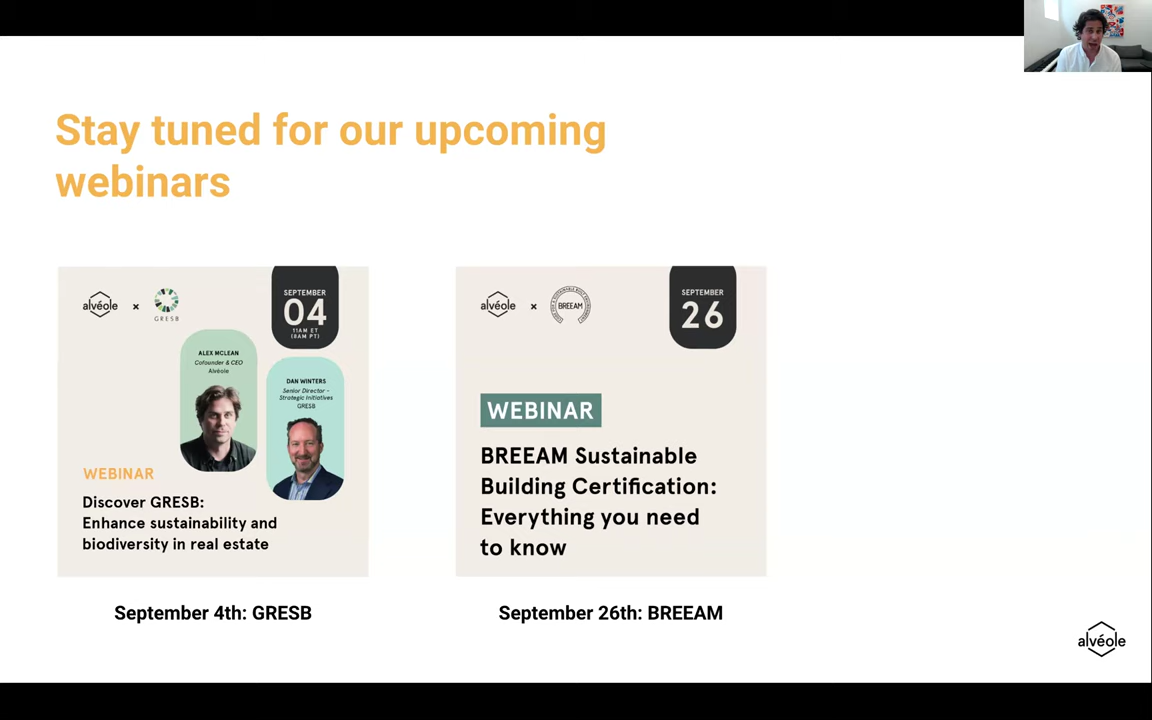 Stay tuned for our upcoming
webinars
alvéole × GRESB
SEPTEMBER
04
11AM ET
(8AM PT)
ALEX MCLEAN
Cofounder & CEO
Alvéole
DAN WINTERS
Senior Director –
Strategic Initiatives
GRESB
WEBINAR
Discover GRESB:
Enhance sustainability and
biodiversity in real estate
September 4th: GRESB
alvéole × BREEAM
SEPTEMBER
26
WEBINAR
BREEAM Sustainable
Building Certification:
Everything you need
to know
September 26th: BREEAM
alvéole